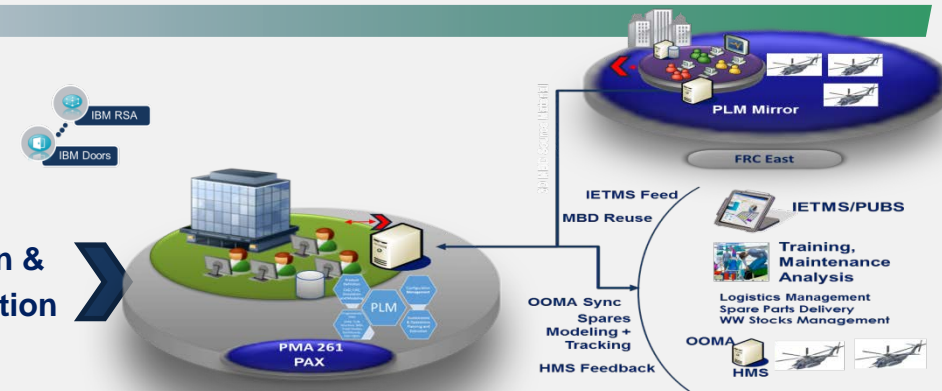 IBM RSA
IBM Doors
n &
tion
PLM
Configuration
Management
PMA 261
PAX
PLM Mirror
FRC East
IETMS Feed
MBD Reuse
IETMS/PUBS
Training,
Maintenance
Analysis
Logistics Management
Spare Parts Delivery
WW Stocks Management
OOMA Sync
Spares
Modeling +
Tracking
HMS Feedback
OOMA
HMS